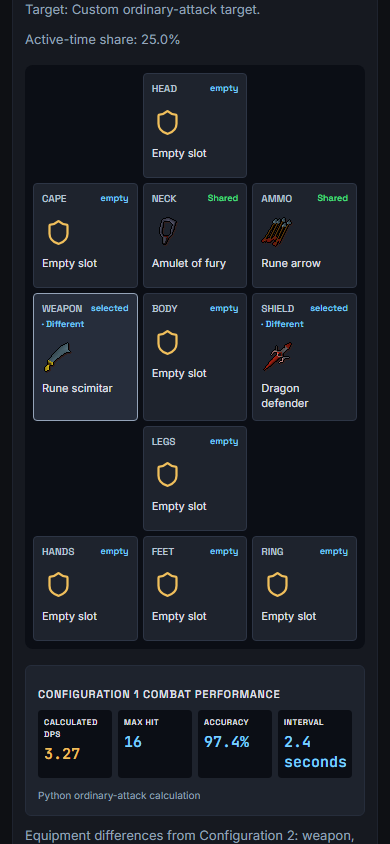 Target: Custom ordinary-attack target.
Active-time share: 25.0%
HEAD empty
Empty slot
CAPE empty
Empty slot
NECK Shared
Amulet of fury
AMMO Shared
Rune arrow
WEAPON selected
· Different
Rune scimitar
BODY empty
Empty slot
SHIELD selected
· Different
Dragon
defender
LEGS empty
Empty slot
HANDS empty
Empty slot
FEET empty
Empty slot
RING empty
Empty slot
CONFIGURATION 1 COMBAT PERFORMANCE
CALCULATED
DPS
3.27
MAX HIT
16
ACCURACY
97.4%
INTERVAL
2.4
seconds
Python ordinary-attack calculation
Equipment differences from Configuration 2: weapon,